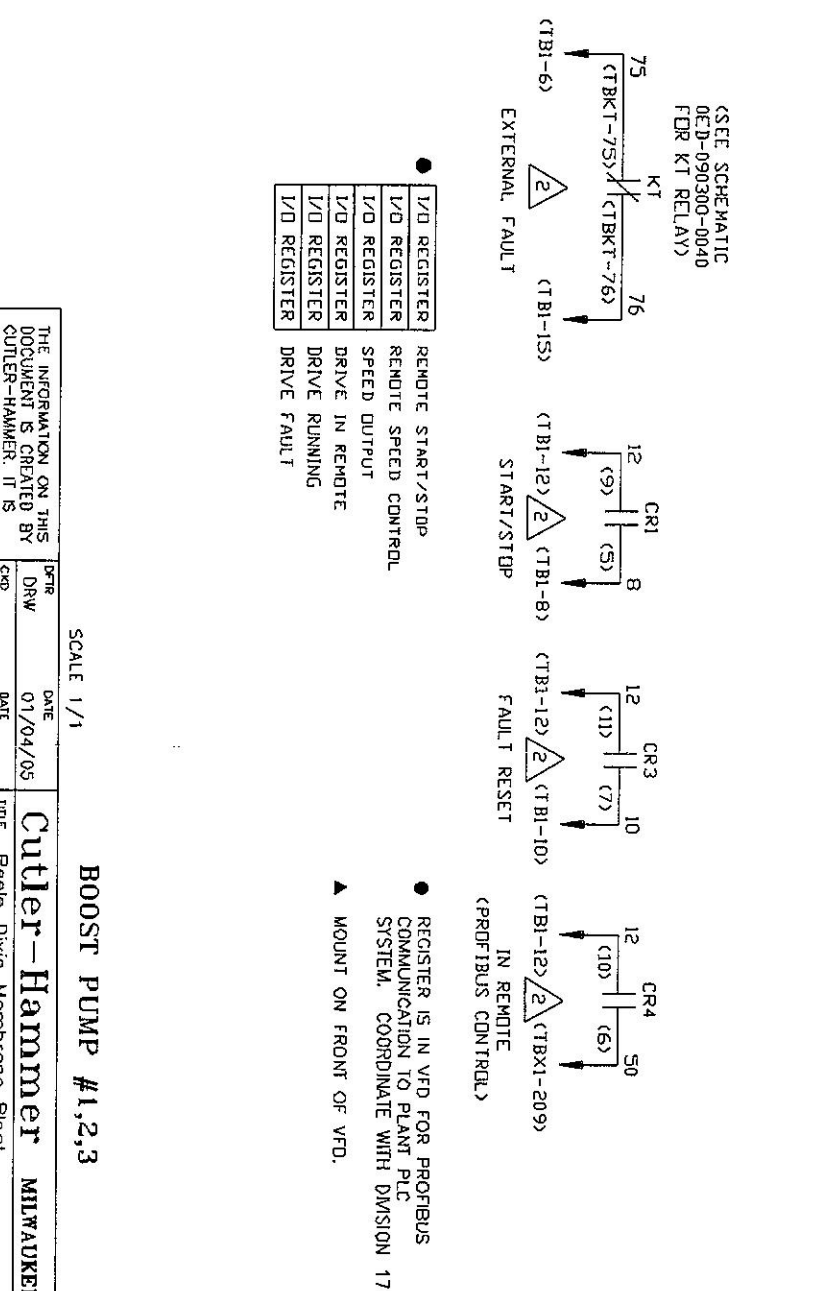 (SEE SCHEMATIC
OED-090300-0040
FOR KT RELAY)
KT
75
76
(TBKT-75)
(TBKT-76)
(TB1-6)
2
(TB1-15)
EXTERNAL FAULT
CR1
12
8
(9)
(5)
(TB1-12)
2
(TB1-8)
START/STOP
CR3
12
10
(11)
(7)
(TB1-12)
2
(TB1-10)
FAULT RESET
CR4
12
50
(10)
(6)
(TB1-12)
2
(TBX1-209)
IN REMOTE
(PROFIBUS CONTROL)
● I/O REGISTER REMOTE START/STOP
I/O REGISTER REMOTE SPEED CONTROL
I/O REGISTER SPEED OUTPUT
I/O REGISTER DRIVE IN REMOTE
I/O REGISTER DRIVE RUNNING
I/O REGISTER DRIVE FAULT
● REGISTER IS IN VFD FOR PROFIBUS
COMMUNICATION TO PLANT PLC
SYSTEM. COORDINATE WITH DIVISION 17
▲ MOUNT ON FRONT OF VFD.
SCALE 1/1
BOOST PUMP #1,2,3
THE INFORMATION ON THIS
DOCUMENT IS CREATED BY
CUTLER-HAMMER. IT IS
DFTR
DRW
DATE
01/04/05
Cutler-Hammer MILWAUKE
CKD
DATE
TITLE